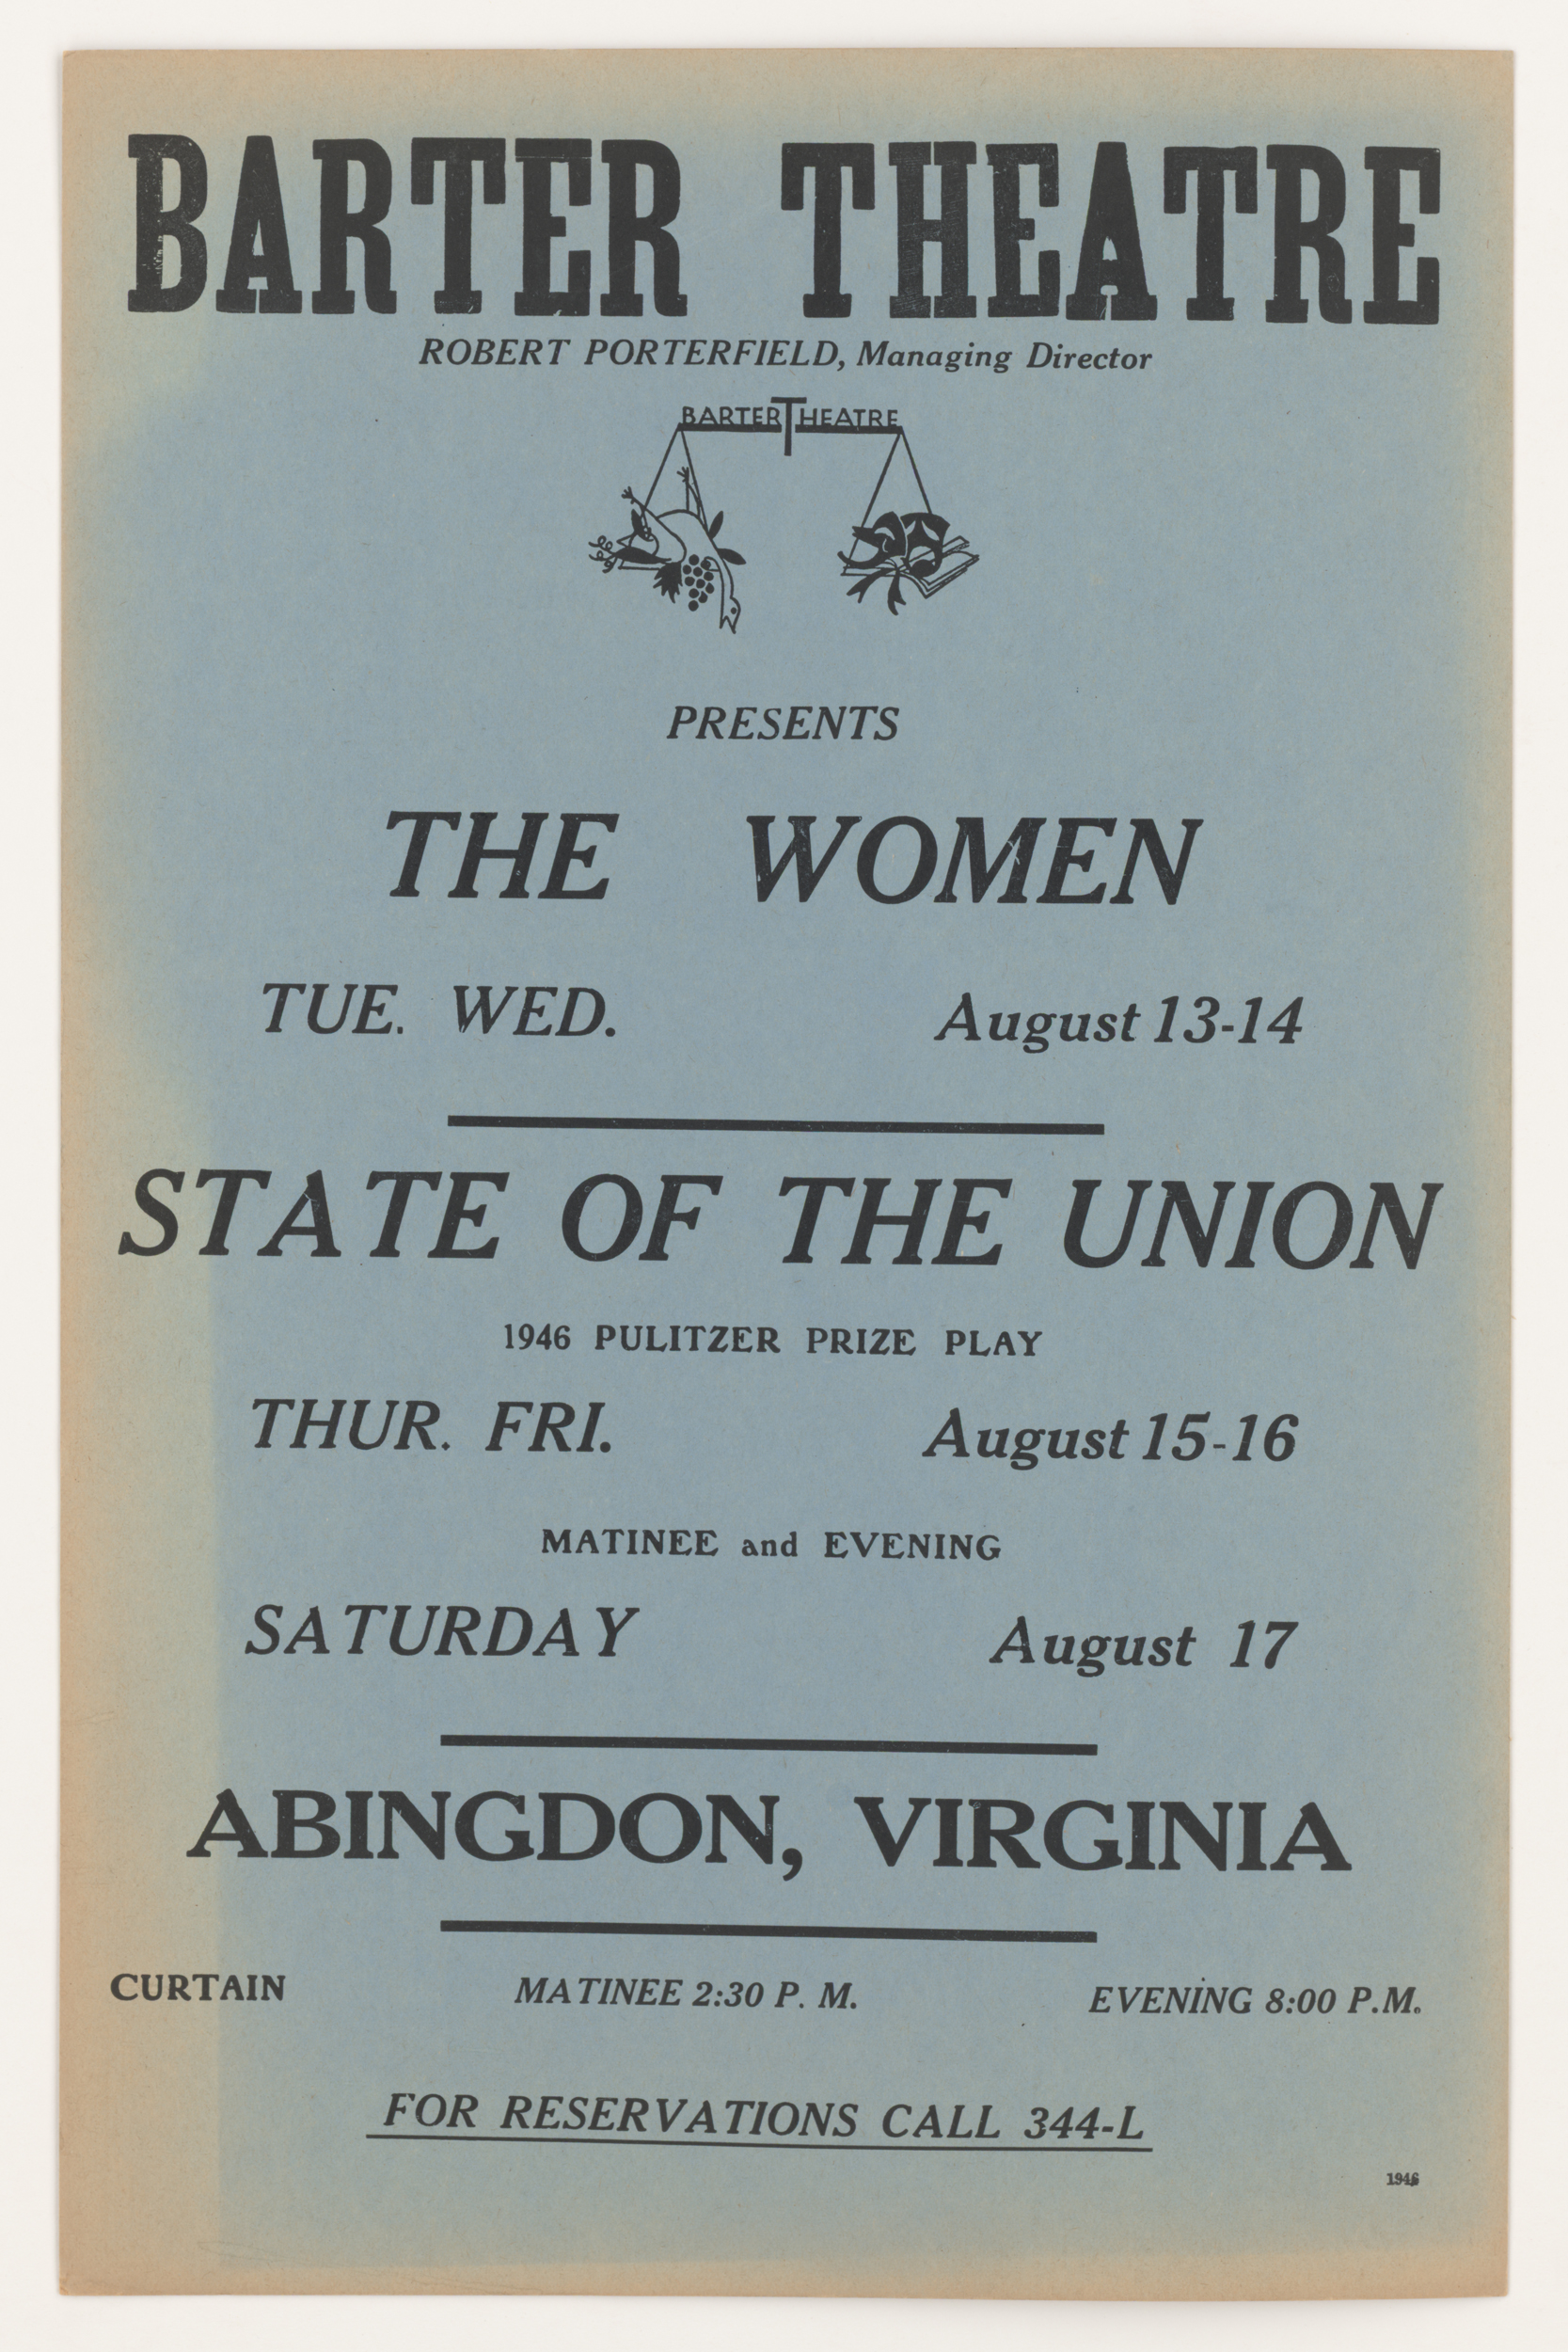 BARTER THEATRE
ROBERT PORTERFIELD, Managing Director
BARTER THEATRE
PRESENTS
THE WOMEN
TUE. WED. August 13-14
STATE OF THE UNION
1946 PULITZER PRIZE PLAY
THUR. FRI. August 15-16
MATINEE and EVENING
SATURDAY August 17
ABINGDON, VIRGINIA
CURTAIN MATINEE 2:30 P. M. EVENING 8:00 P.M.
FOR RESERVATIONS CALL 344-L
1946